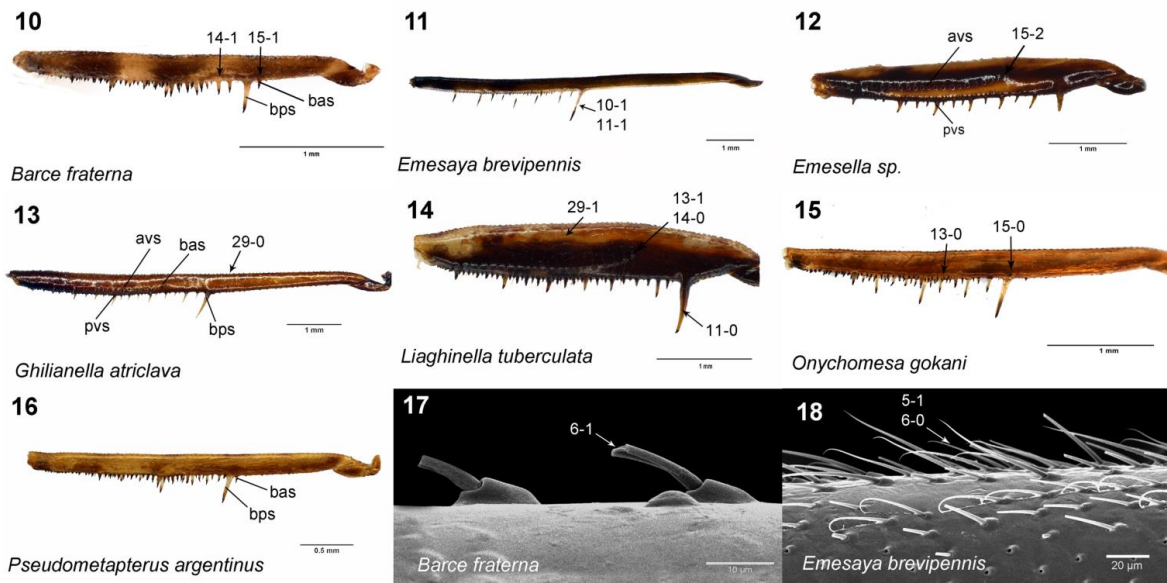 10
14-1 15-1
bas
bps
1 mm
Barce fraterna
11
10-1
11-1
1 mm
Emesaya brevipennis
12
avs
15-2
pvs
1 mm
Emesella sp.
13
avs
bas
29-0
pvs
bps
1 mm
Ghilianella atriclava
14
29-1
13-1
14-0
11-0
1 mm
Liaghinella tuberculata
15
13-0
15-0
1 mm
Onychomesa gokani
16
bas
bps
0.5 mm
Pseudometapterus argentinus
17
6-1
Barce fraterna
10 µm
18
5-1
6-0
Emesaya brevipennis
20 µm